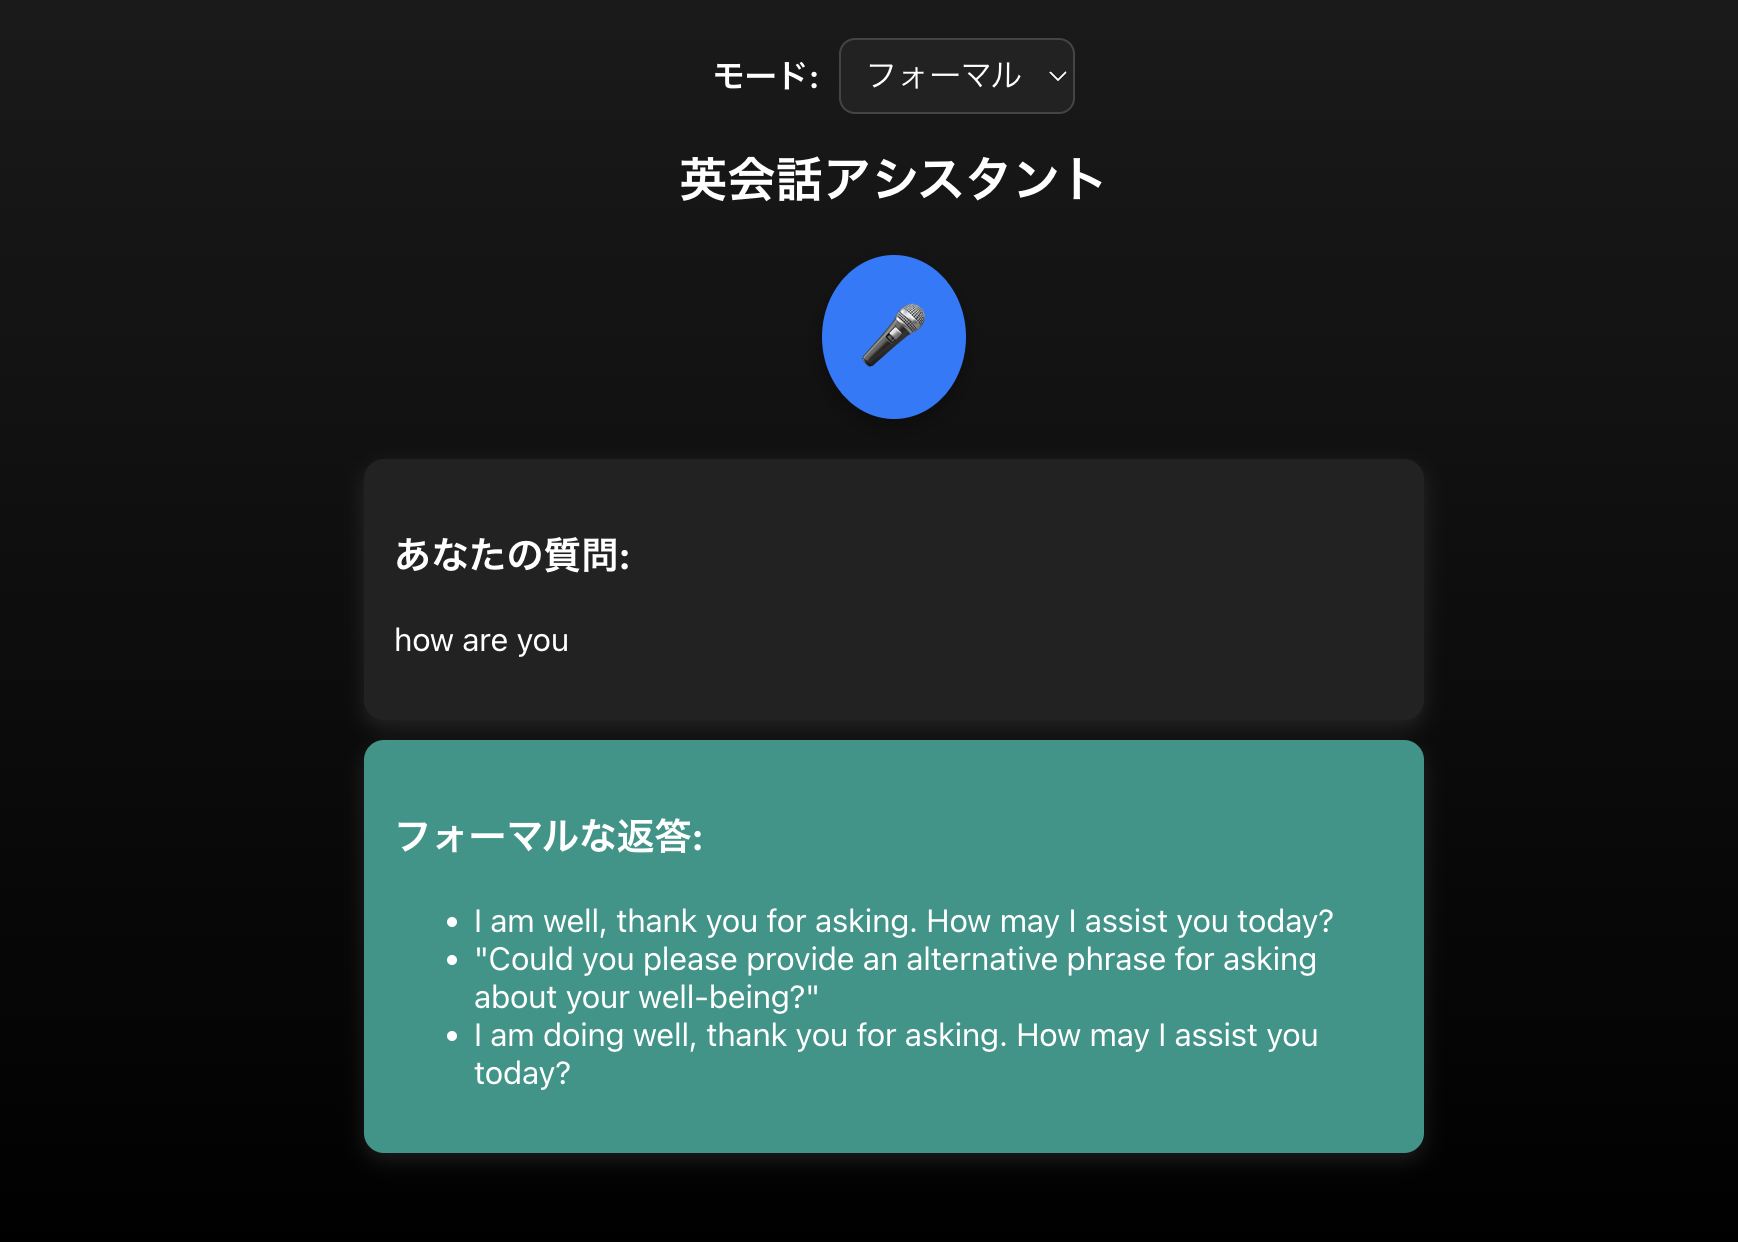 モード: フォーマル
英会話アシスタント
あなたの質問:
how are you
フォーマルな返答:
• I am well, thank you for asking. How may I assist you today?
• "Could you please provide an alternative phrase for asking
about your well-being?"
• I am doing well, thank you for asking. How may I assist you
today?